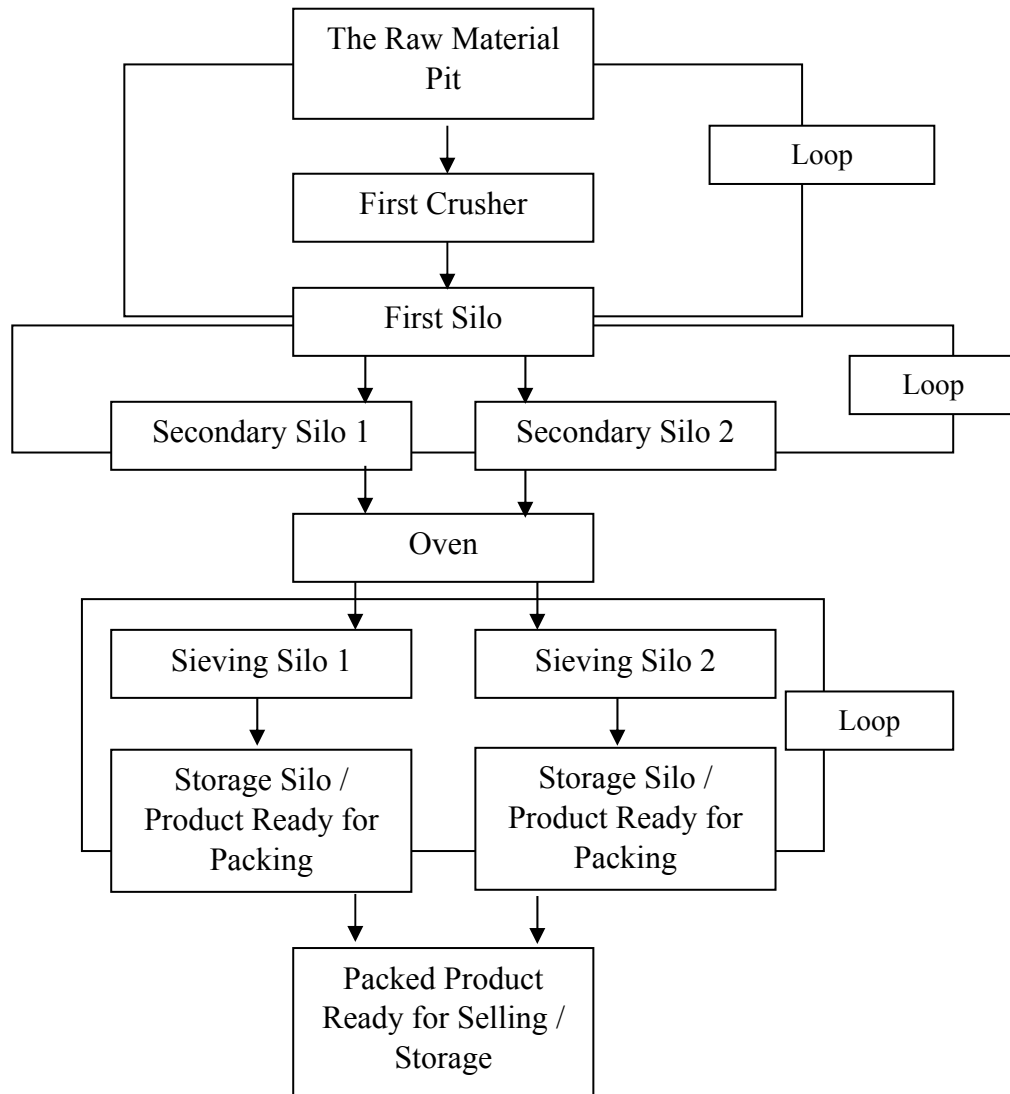 The Raw Material
Pit
Loop
First Crusher
First Silo
Loop
Secondary Silo 1
Secondary Silo 2
Oven
Sieving Silo 1
Sieving Silo 2
Loop
Storage Silo /
Product Ready for
Packing
Storage Silo /
Product Ready for
Packing
Packed Product
Ready for Selling /
Storage